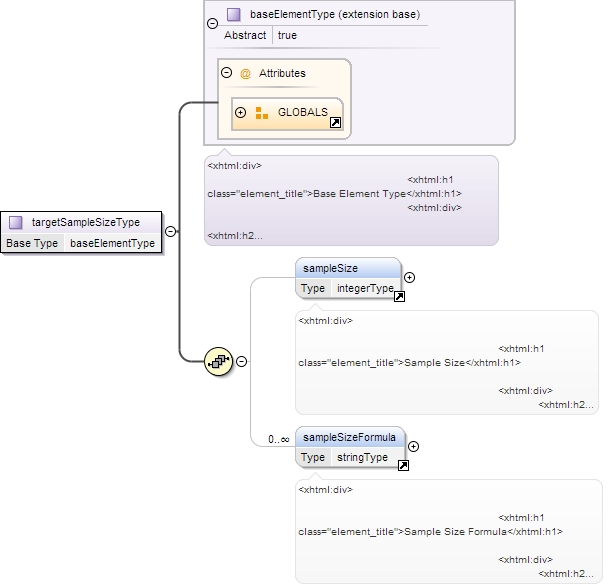 baseElementType (extension base)
Abstract true
@ Attributes
GLOBALS
<xhtml:div>
<xhtml:h1
class="element_title">Base Element Type</xhtml:h1>
<xhtml:div>
<xhtml:h2...
targetSampleSizeType
Base Type baseElementType
sampleSize
Type integerType
<xhtml:div>
<xhtml:h1
class="element_title">Sample Size</xhtml:h1>
<xhtml:div>
<xhtml:h2...
0..∞
sampleSizeFormula
Type stringType
<xhtml:div>
<xhtml:h1
class="element_title">Sample Size Formula</xhtml:h1>
<xhtml:div>
<xhtml:h2...